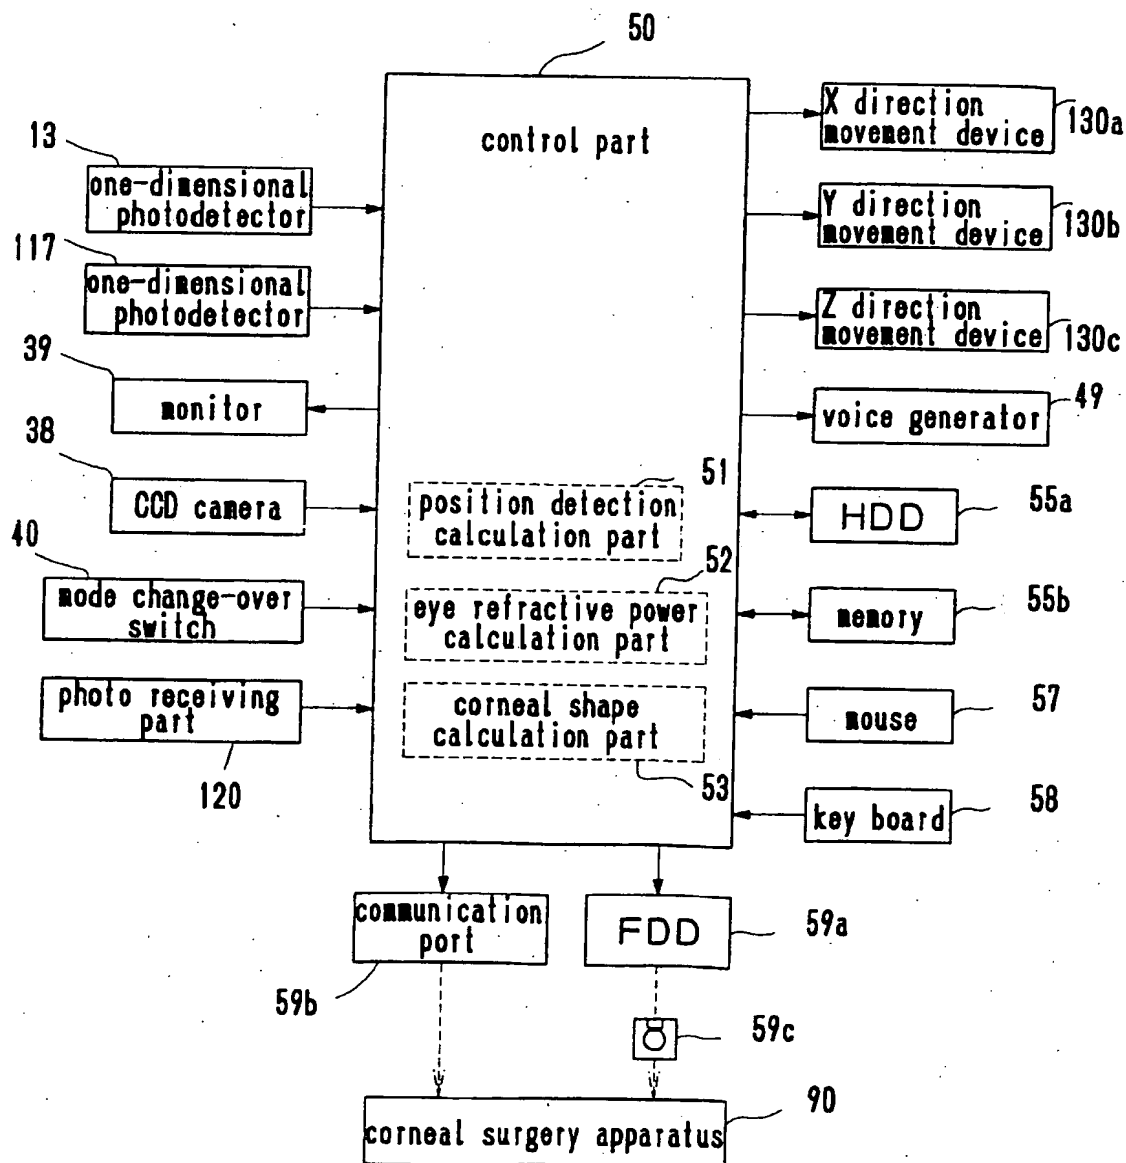 50
control part
13
one-dimensional
photodetector
117
one-dimensional
photodetector
39
monitor
38
CCD camera
40
mode change-over
switch
photo receiving
part
120
51
position detection
calculation part
52
eye refractive power
calculation part
corneal shape
calculation part
53
X direction
movement device
130a
Y direction
movement device
130b
Z direction
movement device
130c
voice generator
49
HDD
55a
memory
55b
mouse
57
key board
58
communication
port
59b
FDD
59a
59c
corneal surgery apparatus
90